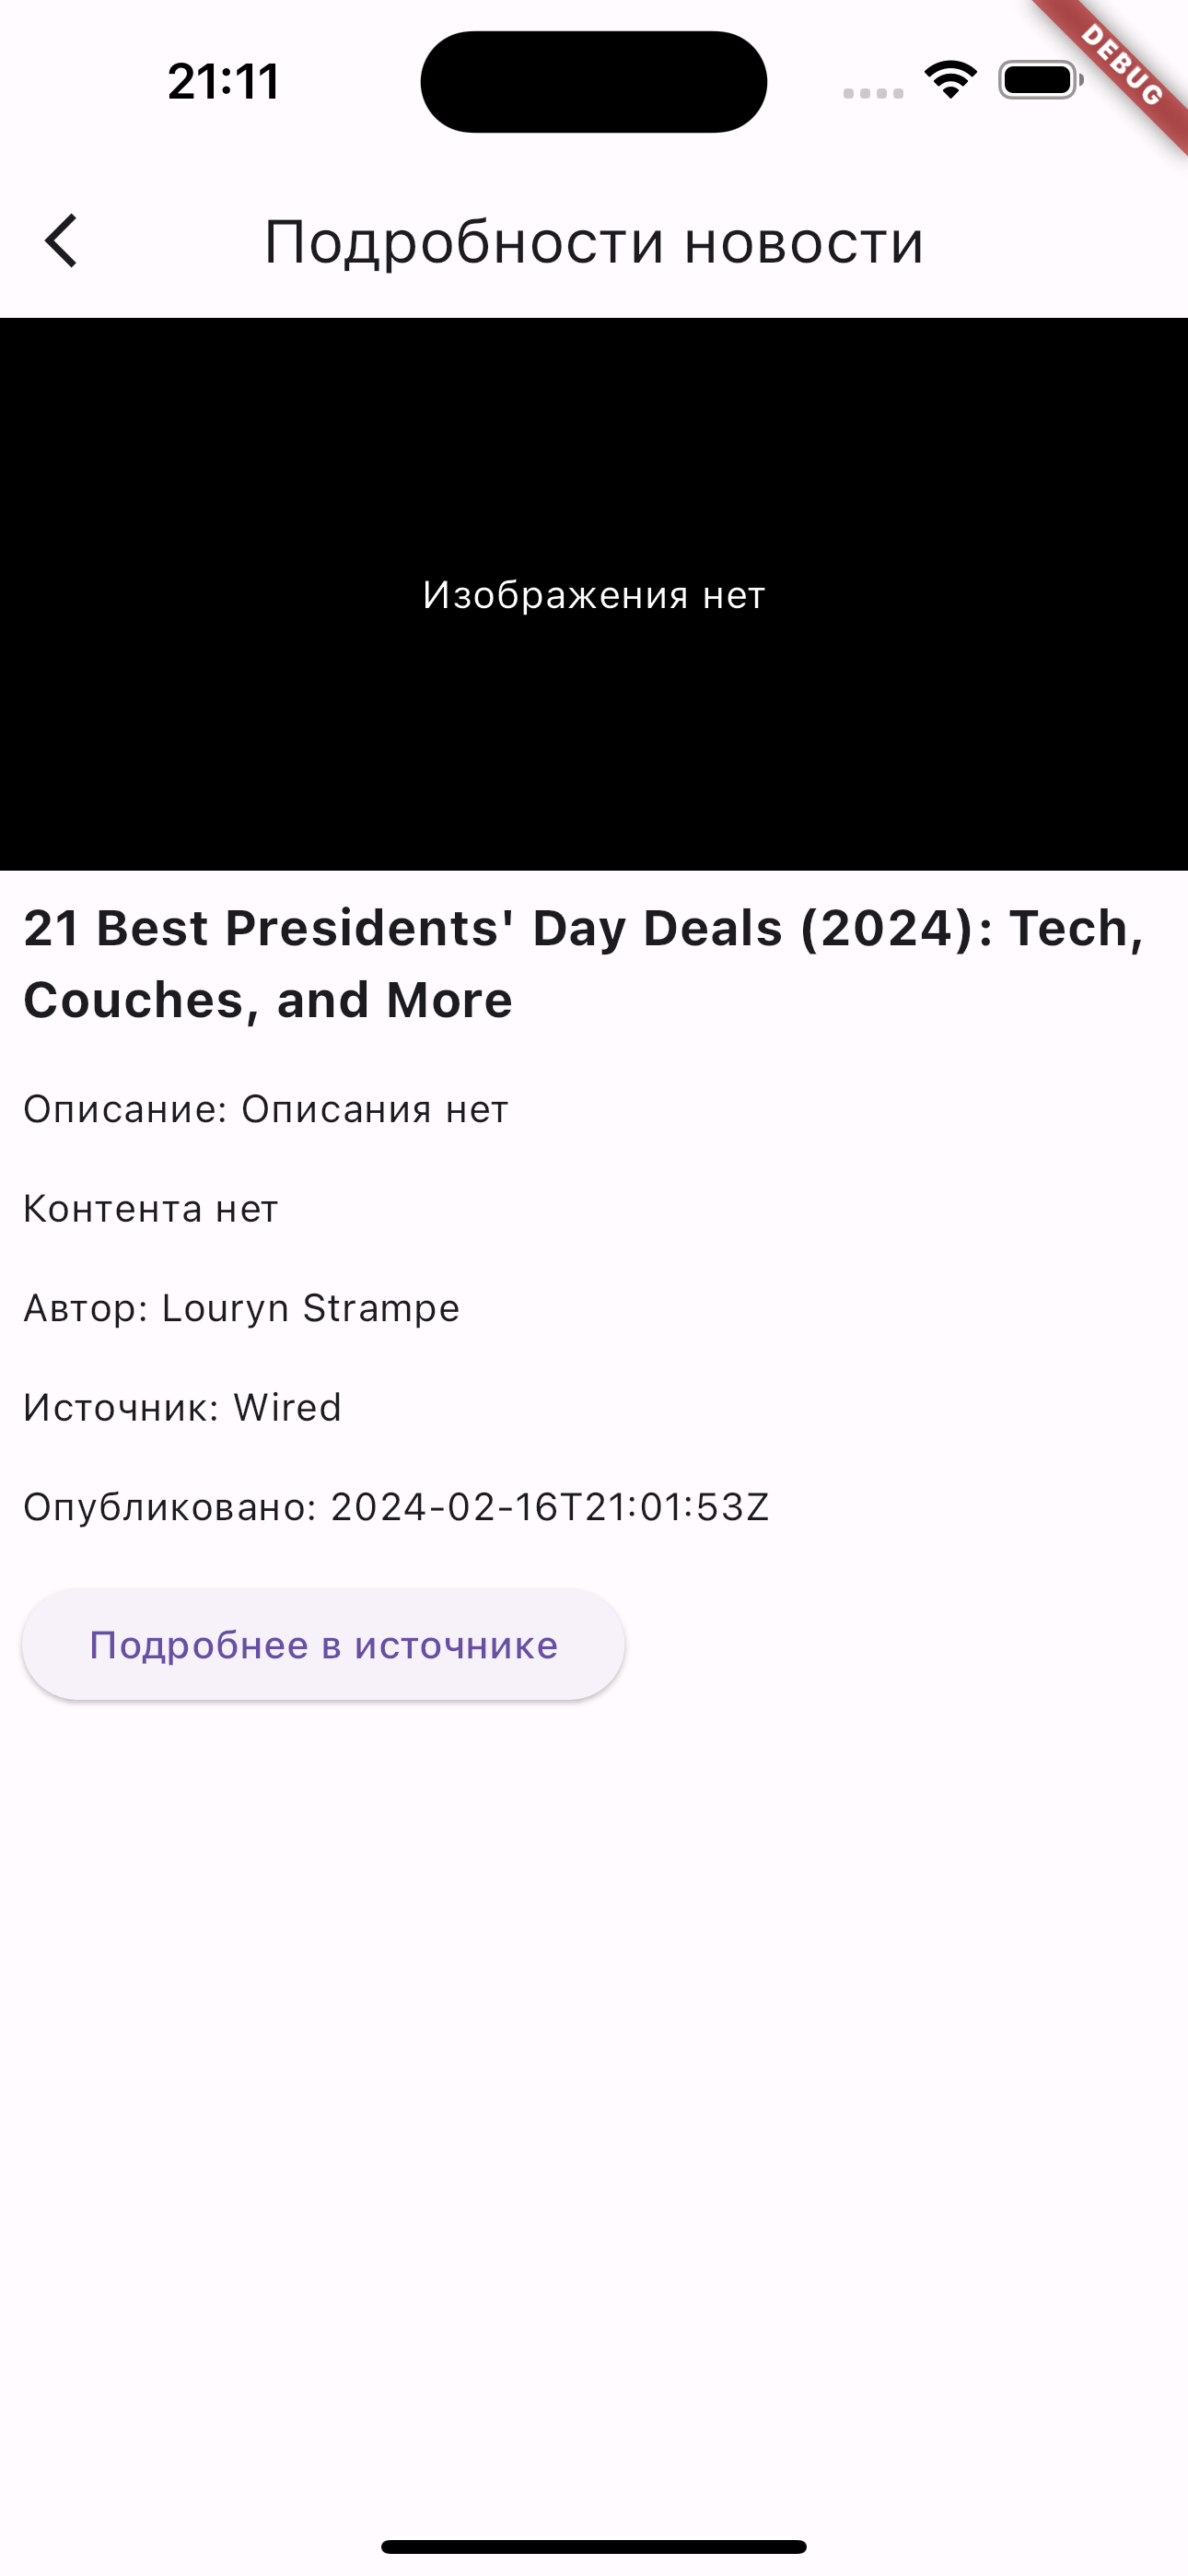 21:11
DEBUG
Подробности новости
Изображения нет
21 Best Presidents' Day Deals (2024): Tech,
Couches, and More
Описание: Описания нет
Контента нет
Автор: Louryn Strampe
Источник: Wired
Опубликовано: 2024-02-16T21:01:53Z
Подробнее в источнике